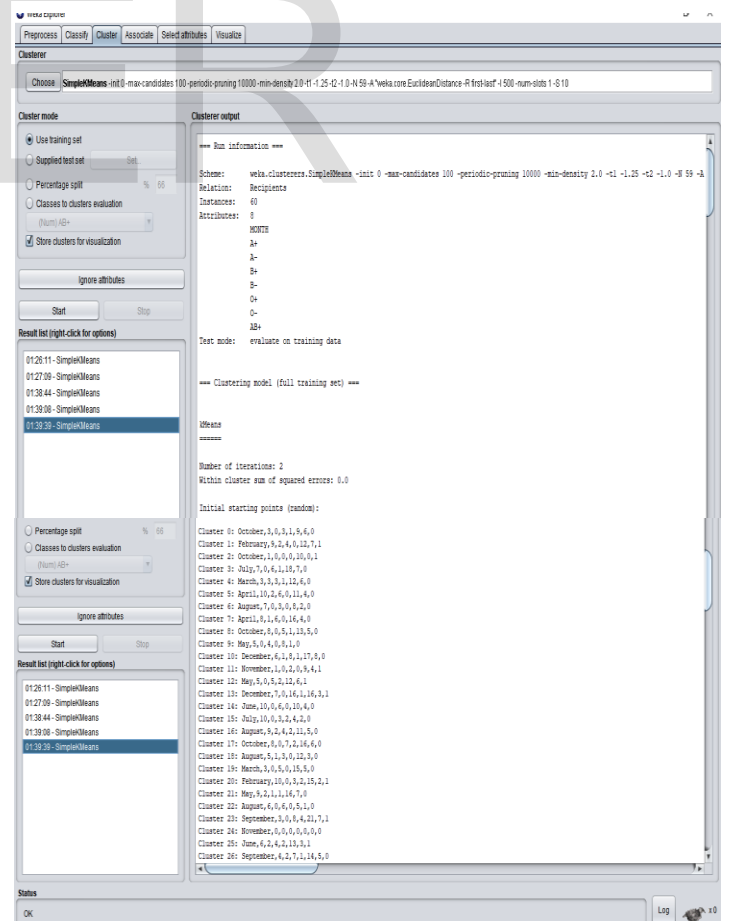 Weka Explorer
Preprocess Classify Cluster Associate Select attributes Visualize
Clusterer
Choose SimpleKMeans -init 0 -max-candidates 100 -periodic-pruning 10000 -min-density 2.0 -t1 -1.25 -t2 -1.0 -N 59 -A "weka.core.EuclideanDistance -R first-last" -I 500 -num-slots 1 -S 10
Cluster mode
Use training set
Supplied test set Set...
Percentage split % 66
Classes to clusters evaluation
(Num) AB+
Store clusters for visualization
Ignore attributes
Start Stop
Result list (right-click for options)
01:26:11 - SimpleKMeans
01:27:09 - SimpleKMeans
01:38:44 - SimpleKMeans
01:39:08 - SimpleKMeans
01:39:39 - SimpleKMeans
Clusterer output
=== Run information ===
Scheme: weka.clusterers.SimpleKMeans -init 0 -max-candidates 100 -periodic-pruning 10000 -min-density 2.0 -t1 -1.25 -t2 -1.0 -N 59 -A
Relation: Recipients
Instances: 60
Attributes: 8
MONTH
A+
A-
B+
B-
O+
O-
AB+
Test mode: evaluate on training data
=== Clustering model (full training set) ===
kMeans
======
Number of iterations: 2
Within cluster sum of squared errors: 0.0
Initial starting points (random):
Percentage split % 66
Classes to clusters evaluation
(Num) AB+
Store clusters for visualization
Ignore attributes
Start Stop
Result list (right-click for options)
01:26:11 - SimpleKMeans
01:27:09 - SimpleKMeans
01:38:44 - SimpleKMeans
01:39:08 - SimpleKMeans
01:39:39 - SimpleKMeans
Cluster 0: October,3,0,3,1,9,6,0
Cluster 1: February,9,2,4,0,12,7,1
Cluster 2: October,1,0,0,0,10,0,1
Cluster 3: July,7,0,6,1,18,7,0
Cluster 4: March,3,3,3,1,12,6,0
Cluster 5: April,10,2,6,0,11,4,0
Cluster 6: August,7,0,3,0,8,2,0
Cluster 7: April,8,1,6,0,16,4,0
Cluster 8: October,8,0,5,1,13,5,0
Cluster 9: May,5,0,4,0,8,1,0
Cluster 10: December,6,1,8,1,17,8,0
Cluster 11: November,1,0,2,0,9,4,1
Cluster 12: May,5,0,5,2,12,6,1
Cluster 13: December,7,0,16,1,16,3,1
Cluster 14: June,10,0,6,0,10,4,0
Cluster 15: July,10,0,3,2,4,2,0
Cluster 16: August,9,2,4,2,11,5,0
Cluster 17: October,8,0,7,2,16,6,0
Cluster 18: August,5,1,3,0,12,3,0
Cluster 19: March,3,0,5,0,15,5,0
Cluster 20: February,10,0,3,2,15,2,1
Cluster 21: May,9,2,1,1,16,7,0
Cluster 22: August,6,0,6,0,5,1,0
Cluster 23: September,3,0,8,4,21,7,1
Cluster 24: November,0,0,0,0,0,0,0
Cluster 25: June,6,2,4,2,13,3,1
Cluster 26: September,4,2,7,1,14,5,0
Status
OK
Log x 0
ER